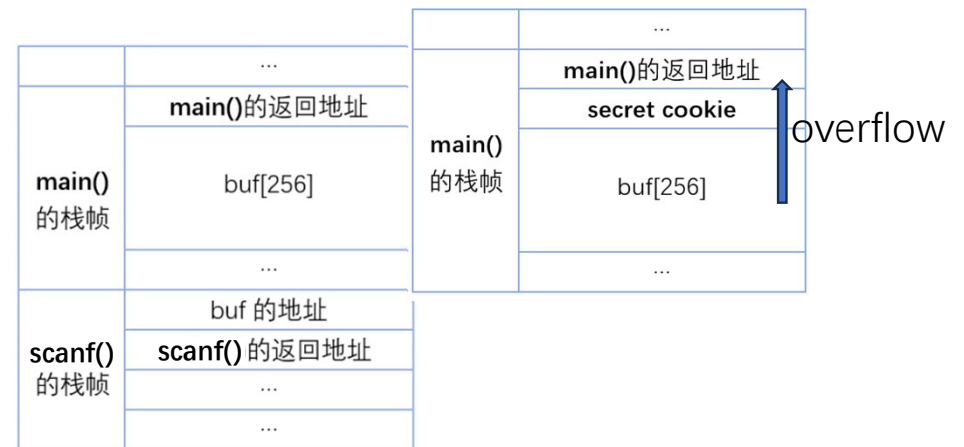 ...
main()的返回地址
main()
的栈帧
buf[256]
...
buf 的地址
scanf()
的栈帧
scanf() 的返回地址
...
...
...
main()的返回地址
secret cookie
main()
的栈帧
buf[256]
...
overflow